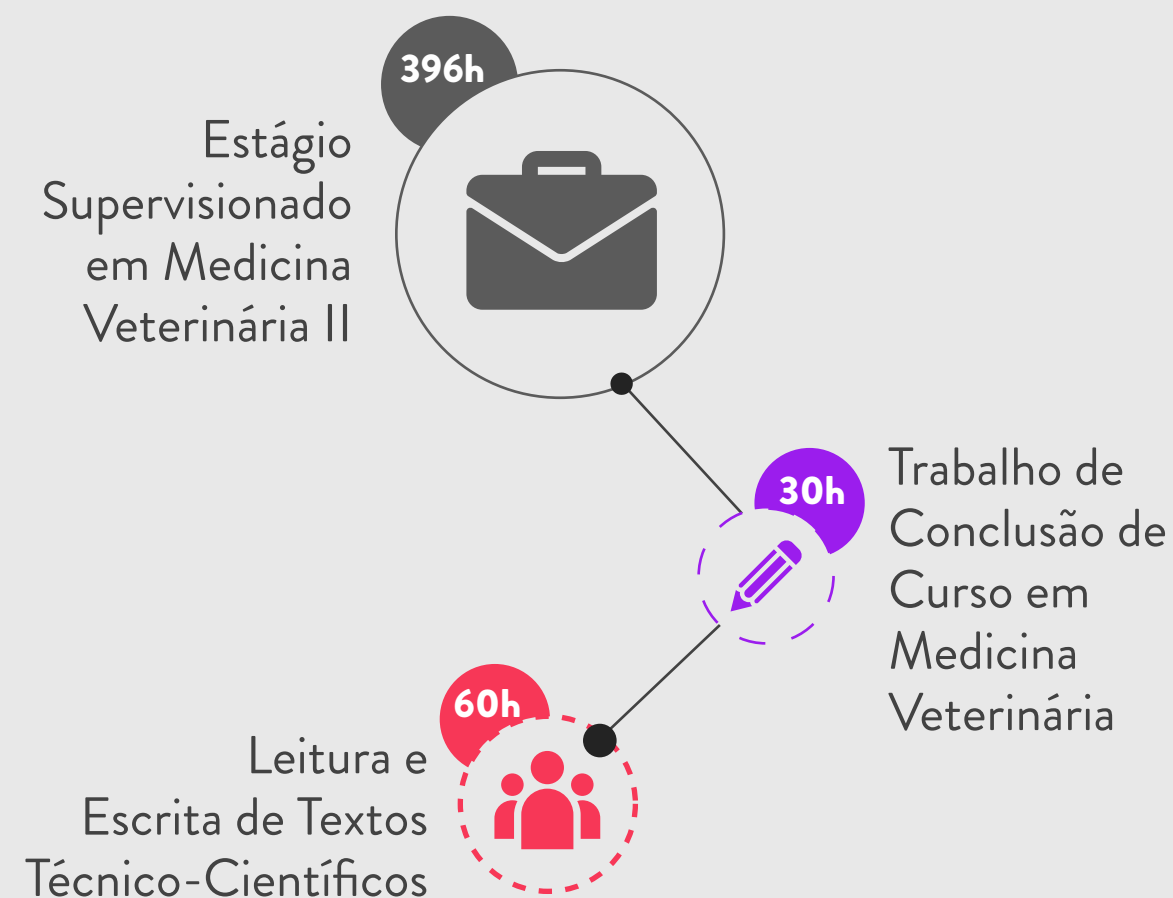 396h
Estágio
Supervisionado
em Medicina
Veterinária II
30h
Trabalho de
Conclusão de
Curso em
Medicina
Veterinária
60h
Leitura e
Escrita de Textos
Técnico-Científicos